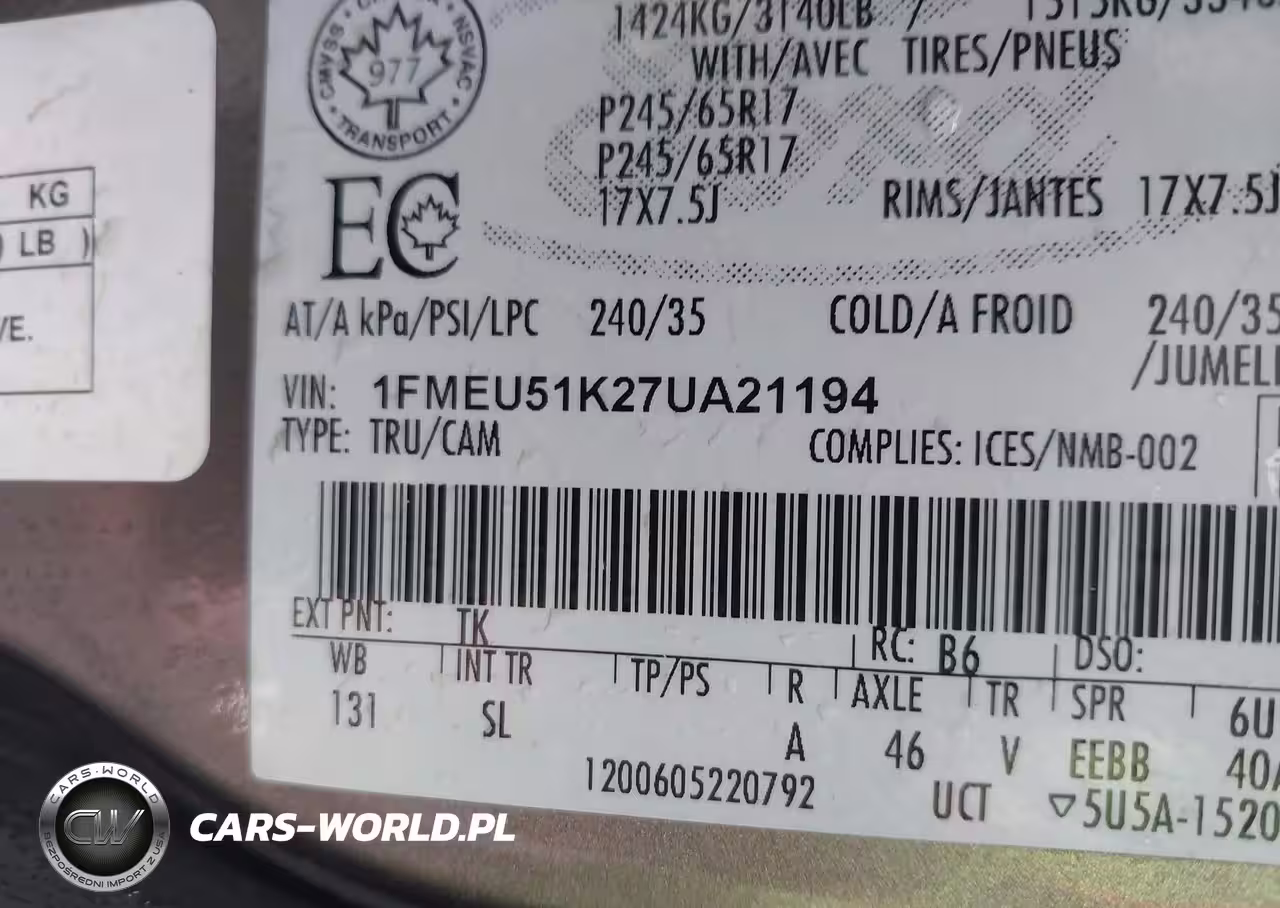 KG
LB )
/E.
CMVSS • NSVAC • TRANSPORT •
977
EC
1424KG/3140LB /
WITH/AVEC TIRES/PNEUS
P245/65R17
P245/65R17
17X7.5J RIMS/JANTES 17X7.5J
AT/A kPa/PSI/LPC 240/35 COLD/A FROID 240/35
/JUMEL
VIN: 1FMEU51K27UA21194
TYPE: TRU/CAM COMPLIES: ICES/NMB-002
EXT PNT: TK RC: B6 DSO:
WB INT TR TP/PS R AXLE TR SPR 6U
131 SL A 46 V EEBB 40
1200605220792 UCT ▽5U5A-1520
CARS-WORLD
CW
BEZPOŚREDNI IMPORT Z USA
CARS-WORLD.PL